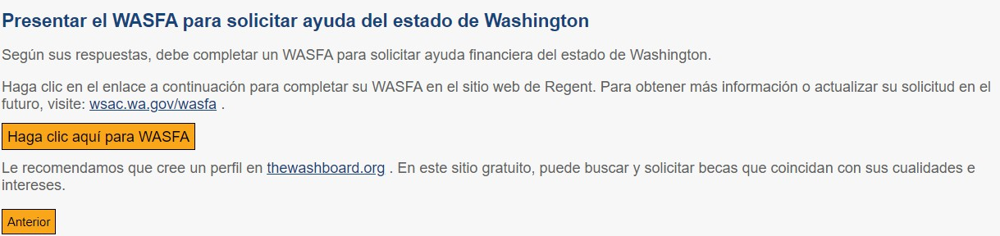 Presentar el WASFA para solicitar ayuda del estado de Washington
Según sus respuestas, debe completar un WASFA para solicitar ayuda financiera del estado de Washington.
Haga clic en el enlace a continuación para completar su WASFA en el sitio web de Regent. Para obtener más información o actualizar su solicitud en el
futuro, visite: wsac.wa.gov/wasfa .
Haga clic aquí para WASFA
Le recomendamos que cree un perfil en thewashboard.org . En este sitio gratuito, puede buscar y solicitar becas que coincidan con sus cualidades e
intereses.
Anterior